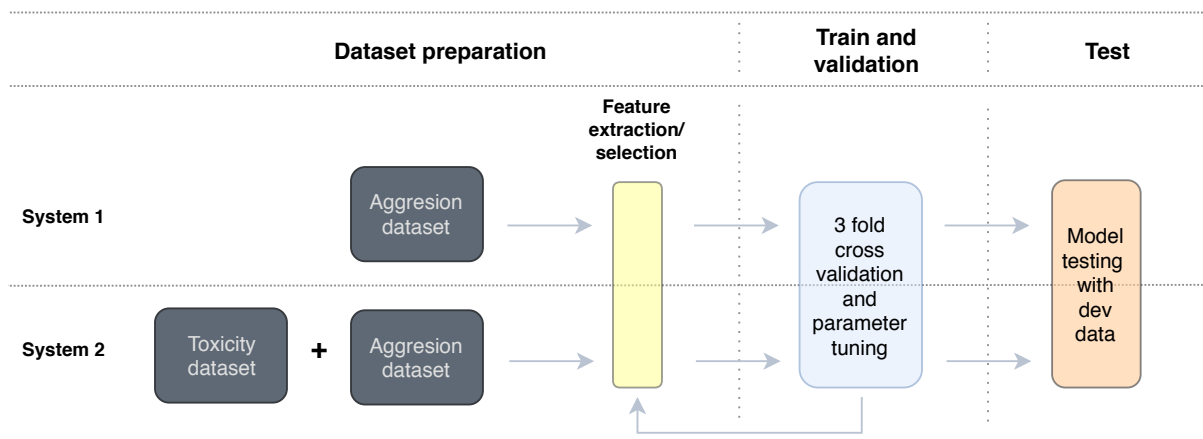 Dataset preparation
Train and
validation
Test
Feature
extraction/
selection
System 1
Aggresion
dataset
3 fold
cross
validation
and
parameter
tuning
Model
testing
with
dev
data
System 2
Toxicity
dataset
+
Aggresion
dataset